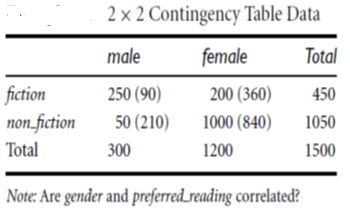 2 × 2 Contingency Table Data
male female Total
fiction 250 (90) 200 (360) 450
non_fiction 50 (210) 1000 (840) 1050
Total 300 1200 1500
Note: Are gender and preferred_reading correlated?